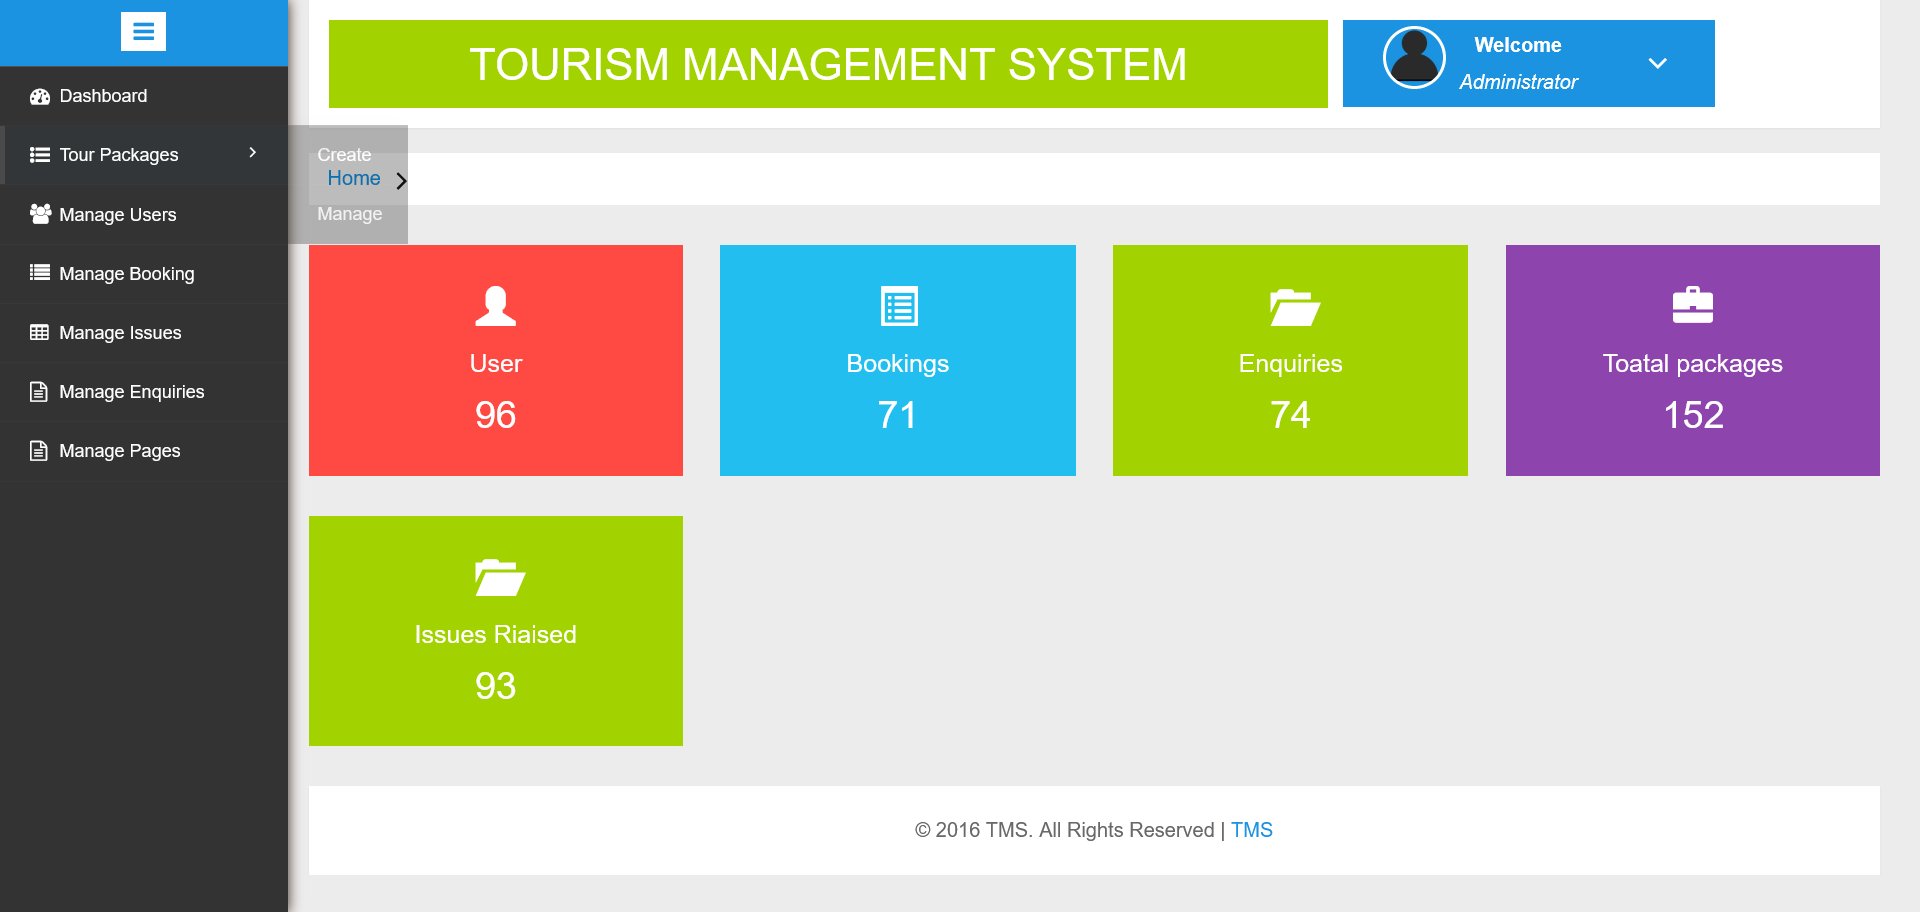 TOURISM MANAGEMENT SYSTEM
Welcome
Administrator
Dashboard
Tour Packages
Create
Home
Manage
Manage Users
Manage Booking
Manage Issues
Manage Enquiries
Manage Pages
User
96
Bookings
71
Enquiries
74
Toatal packages
152
Issues Riaised
93
© 2016 TMS. All Rights Reserved | TMS